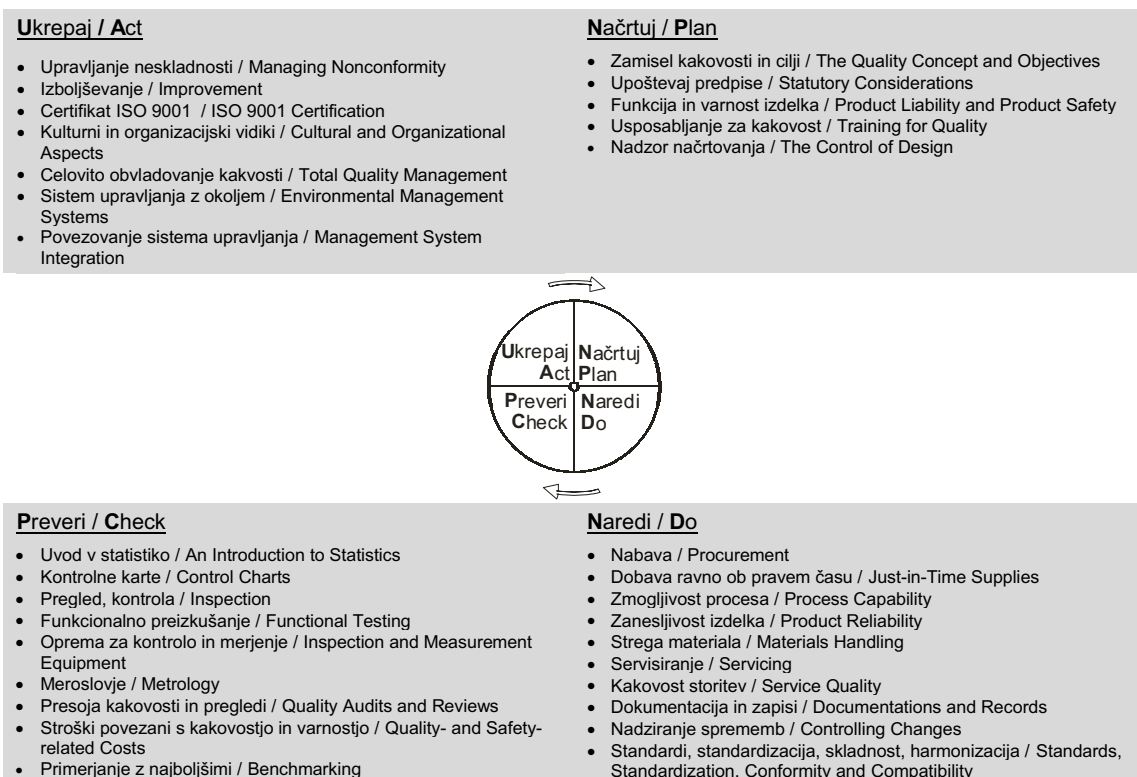 Ukrepaj / Act
• Upravljanje neskladnosti / Managing Nonconformity
• Izboljševanje / Improvement
• Certifikat ISO 9001 / ISO 9001 Certification
• Kulturni in organizacijski vidiki / Cultural and Organizational
Aspects
• Celovito obvladovanje kakvosti / Total Quality Management
• Sistem upravljanja z okoljem / Environmental Management
Systems
• Povezovanje sistema upravljanja / Management System
Integration
Načrtuj / Plan
• Zamisel kakovosti in cilji / The Quality Concept and Objectives
• Upoštevaj predpise / Statutory Considerations
• Funkcija in varnost izdelka / Product Liability and Product Safety
• Usposabljanje za kakovost / Training for Quality
• Nadzor načrtovanja / The Control of Design
Ukrepaj
Act
Načrtuj
Plan
Preveri
Check
Naredi
Do
Preveri / Check
• Uvod v statistiko / An Introduction to Statistics
• Kontrolne karte / Control Charts
• Pregled, kontrola / Inspection
• Funkcionalno preizkušanje / Functional Testing
• Oprema za kontrolo in merjenje / Inspection and Measurement
Equipment
• Meroslovje / Metrology
• Presoja kakovosti in pregledi / Quality Audits and Reviews
• Stroški povezani s kakovostjo in varnostjo / Quality- and Safety-
related Costs
• Primerjanje z najboljšimi / Benchmarking
Naredi / Do
• Nabava / Procurement
• Dobava ravno ob pravem času / Just-in-Time Supplies
• Zmogljivost procesa / Process Capability
• Zanesljivost izdelka / Product Reliability
• Strega materiala / Materials Handling
• Servisiranje / Servicing
• Kakovost storitev / Service Quality
• Dokumentacija in zapisi / Documentations and Records
• Nadziranje sprememb / Controlling Changes
• Standardi, standardizacija, skladnost, harmonizacija / Standards,
Standardization, Conformity and Compatibility